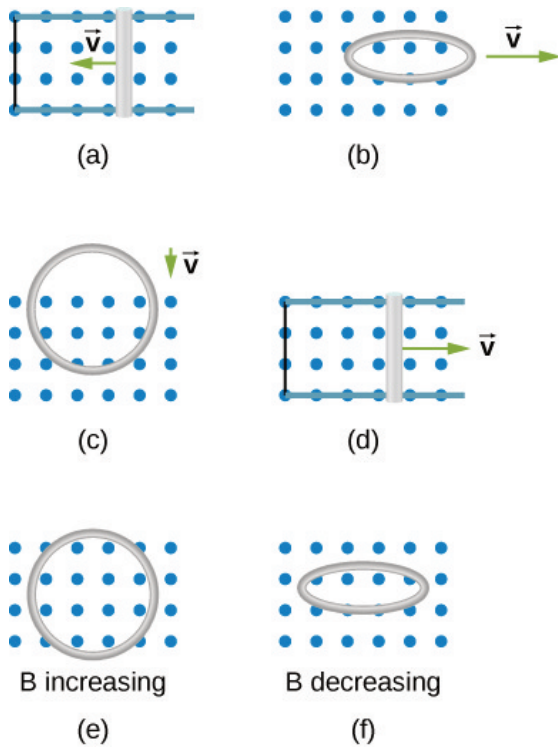 v⃗
v⃗
(a)
(b)
v⃗
v⃗
(c)
(d)
B increasing
B decreasing
(e)
(f)